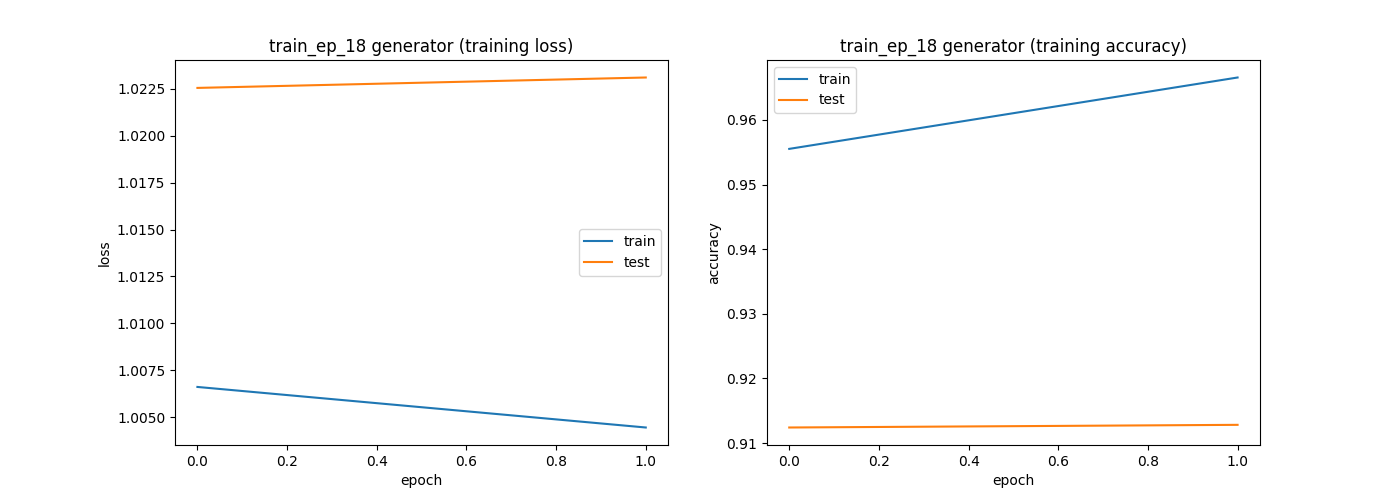 train_ep_18 generator (training loss)
1.0225
1.0200
1.0175
1.0150
1.0125
1.0100
1.0075
1.0050
loss
train
test
0.0 0.2 0.4 0.6 0.8 1.0
epoch
train_ep_18 generator (training accuracy)
train
test
0.96
0.95
0.94
0.93
0.92
0.91
accuracy
0.0 0.2 0.4 0.6 0.8 1.0
epoch